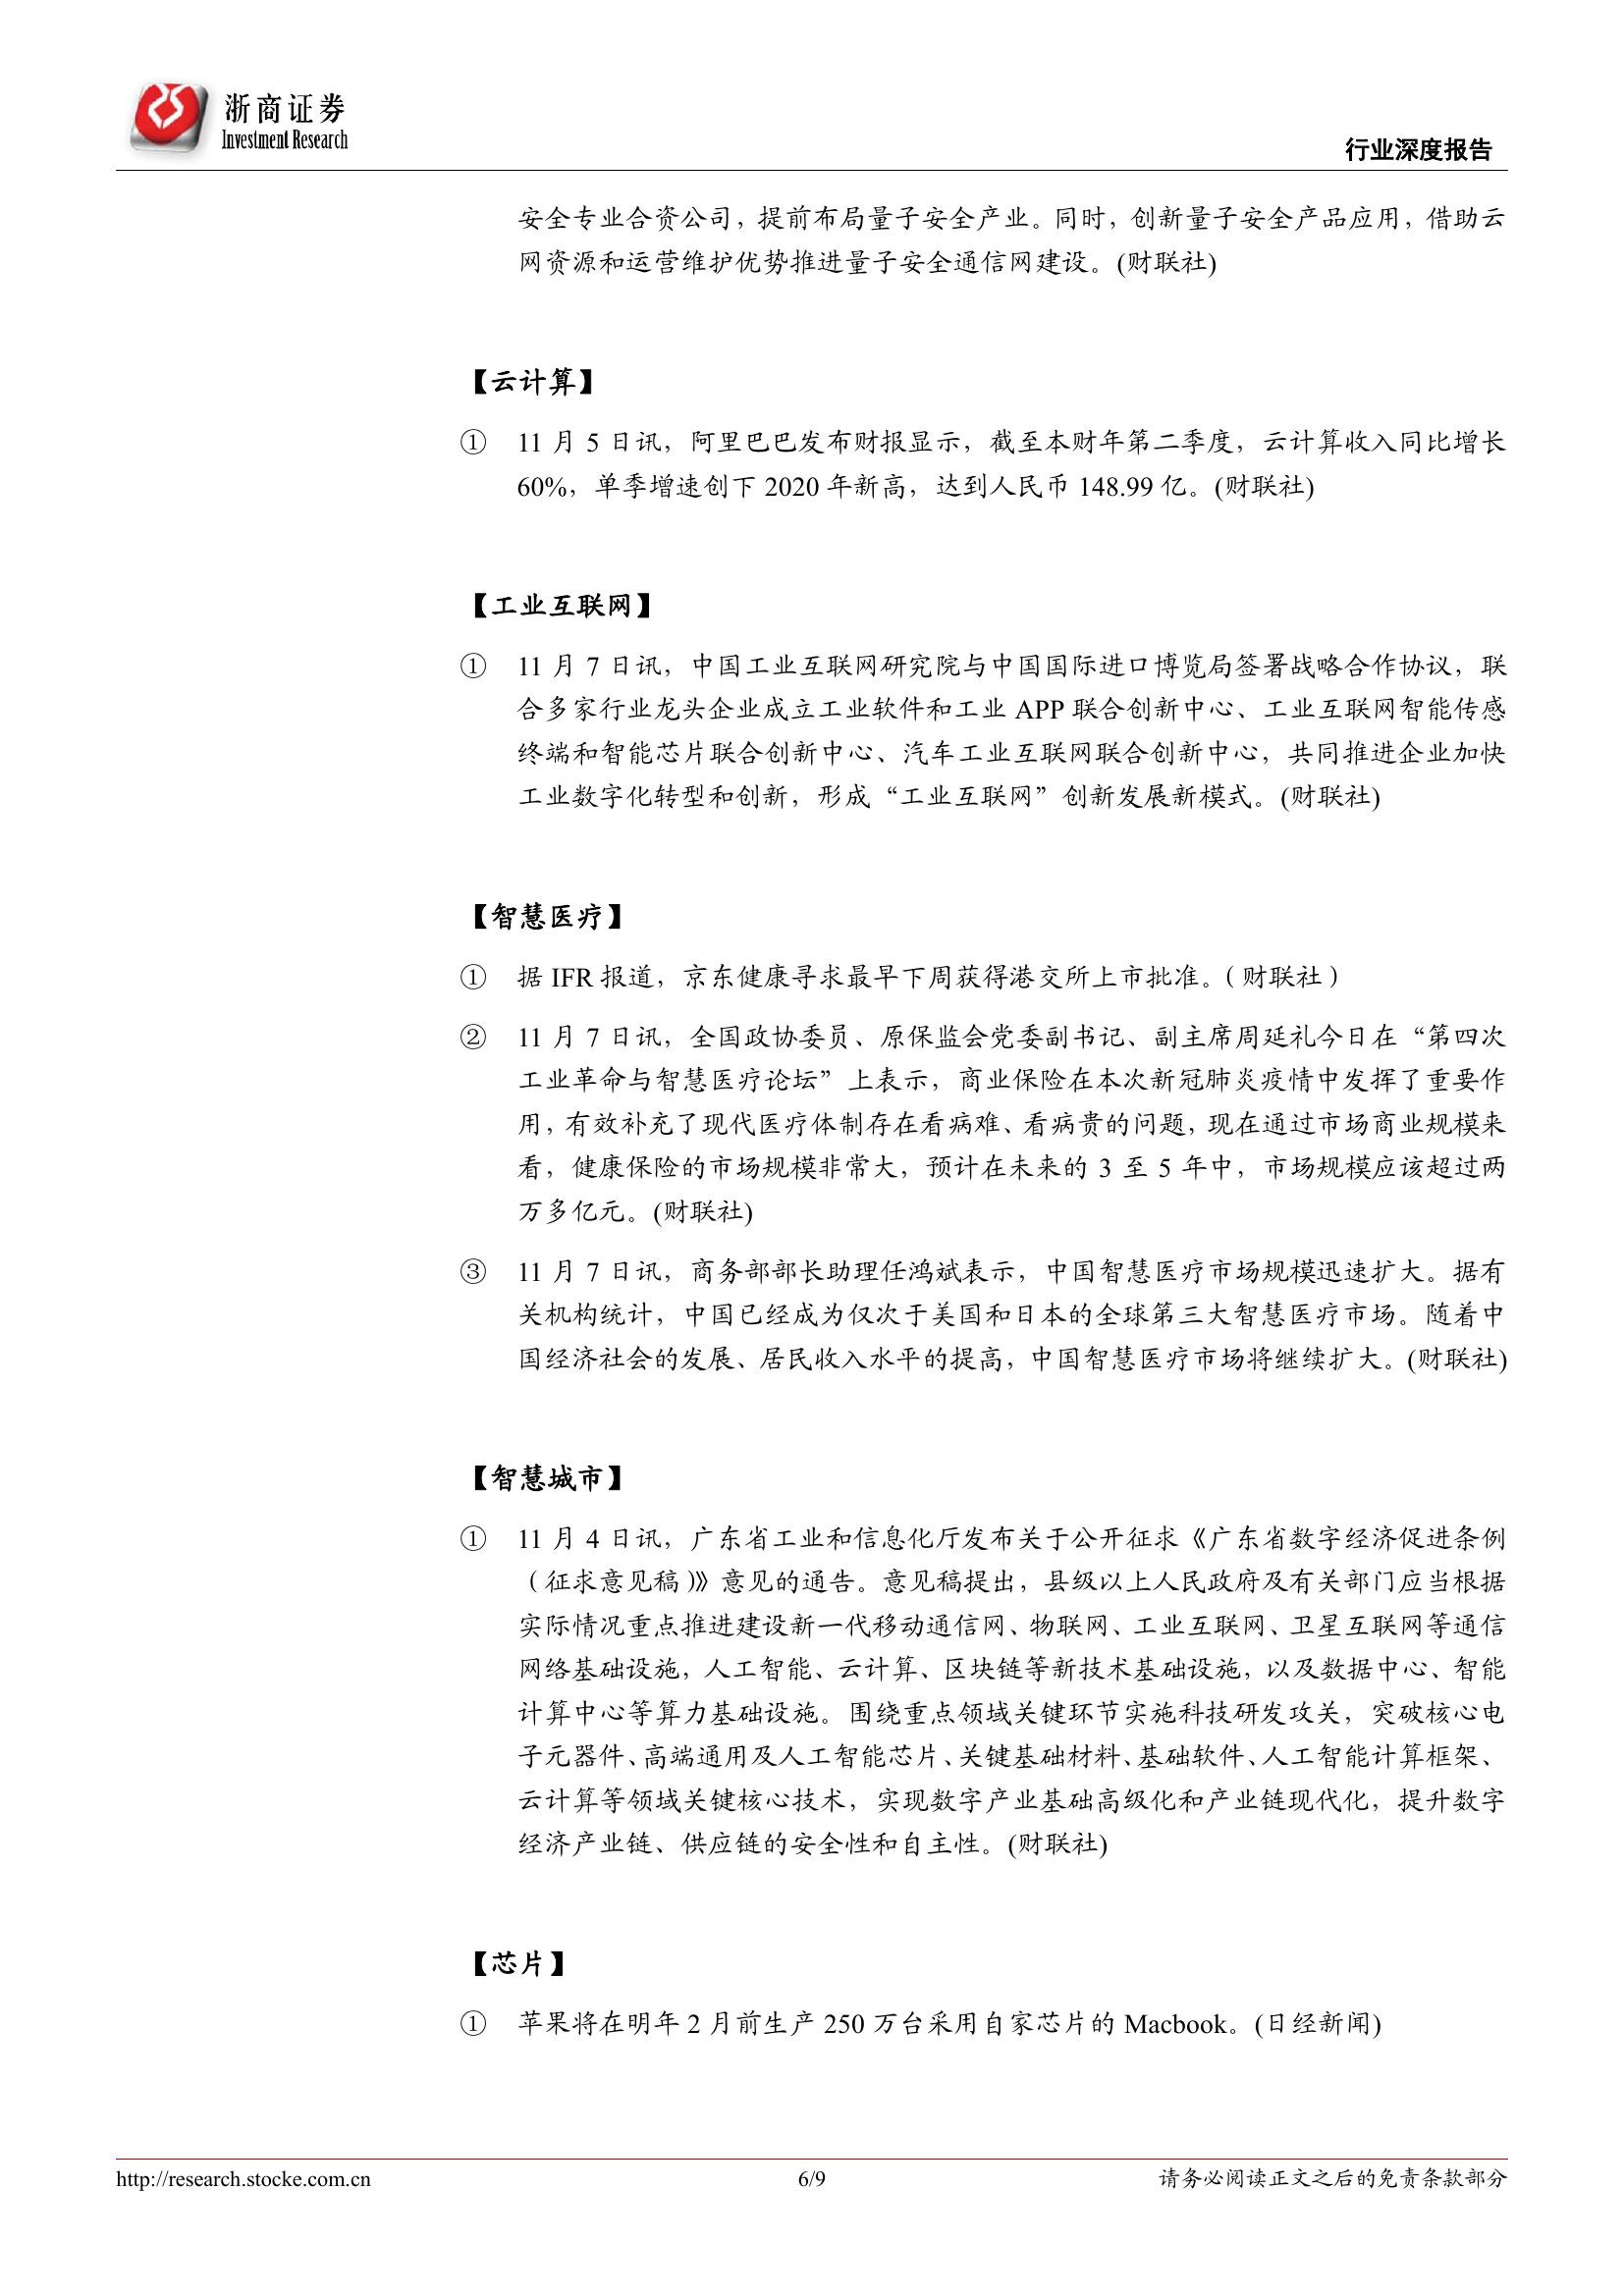 浙商证券
Investment Research
行业深度报告
安全专业合资公司，提前布局量子安全产业。同时，创新量子安全产品应用，借助云
网资源和运营维护优势推进量子安全通信网建设。(财联社)
【云计算】
① 11 月 5 日讯，阿里巴巴发布财报显示，截至本财年第二季度，云计算收入同比增长
60%，单季增速创下 2020 年新高，达到人民币 148.99 亿。(财联社)
【工业互联网】
① 11 月 7 日讯，中国工业互联网研究院与中国国际进口博览局签署战略合作协议，联
合多家行业龙头企业成立工业软件和工业 APP 联合创新中心、工业互联网智能传感
终端和智能芯片联合创新中心、汽车工业互联网联合创新中心，共同推进企业加快
工业数字化转型和创新，形成“工业互联网”创新发展新模式。(财联社)
【智慧医疗】
① 据 IFR 报道，京东健康寻求最早下周获得港交所上市批准。（财联社）
② 11 月 7 日讯，全国政协委员、原保监会党委副书记、副主席周延礼今日在“第四次
工业革命与智慧医疗论坛”上表示，商业保险在本次新冠肺炎疫情中发挥了重要作
用，有效补充了现代医疗体制存在看病难、看病贵的问题，现在通过市场商业规模来
看，健康保险的市场规模非常大，预计在未来的 3 至 5 年中，市场规模应该超过两
万多亿元。(财联社)
③ 11 月 7 日讯，商务部部长助理任鸿斌表示，中国智慧医疗市场规模迅速扩大。据有
关机构统计，中国已经成为仅次于美国和日本的全球第三大智慧医疗市场。随着中
国经济社会的发展、居民收入水平的提高，中国智慧医疗市场将继续扩大。(财联社)
【智慧城市】
① 11 月 4 日讯，广东省工业和信息化厅发布关于公开征求《广东省数字经济促进条例
（征求意见稿）》意见的通告。意见稿提出，县级以上人民政府及有关部门应当根据
实际情况重点推进建设新一代移动通信网、物联网、工业互联网、卫星互联网等通信
网络基础设施，人工智能、云计算、区块链等新技术基础设施，以及数据中心、智能
计算中心等算力基础设施。围绕重点领域关键环节实施科技研发攻关，突破核心电
子元器件、高端通用及人工智能芯片、关键基础材料、基础软件、人工智能计算框架、
云计算等领域关键核心技术，实现数字产业基础高级化和产业链现代化，提升数字
经济产业链、供应链的安全性和自主性。(财联社)
【芯片】
① 苹果将在明年 2 月前生产 250 万台采用自家芯片的 Macbook。(日经新闻)
http://research.stocke.com.cn
6/9
请务必阅读正文之后的免责条款部分